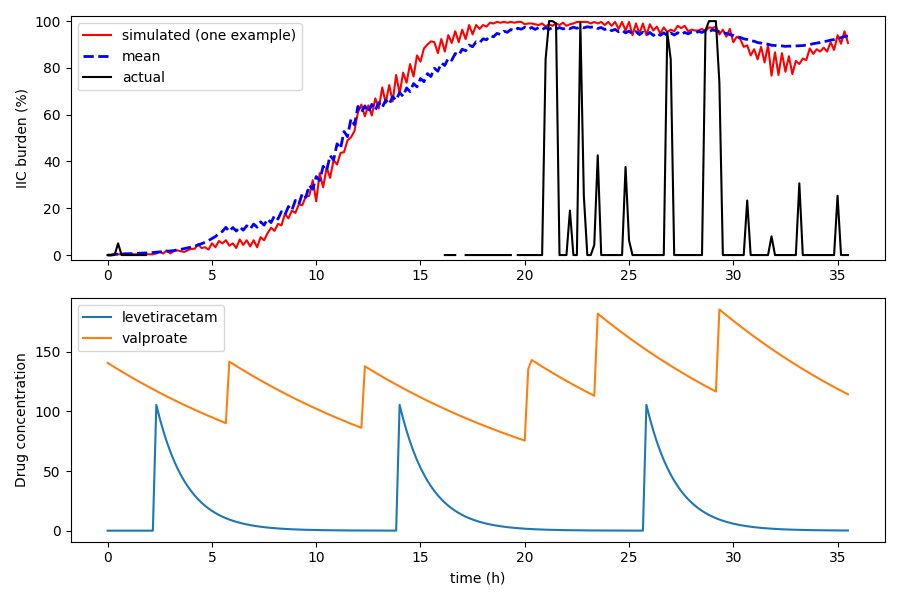 100
80
60
40
20
0
IIC burden (%)
simulated (one example)
mean
actual
0 5 10 15 20 25 30 35
150
100
50
0
Drug concentration
levetiracetam
valproate
0 5 10 15 20 25 30 35
time (h)